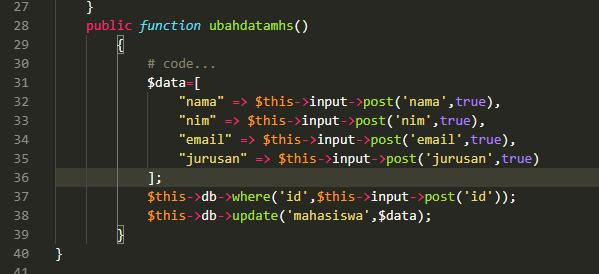 27 }
28 public function ubahdatamhs()
29 {
30 # code...
31 $data=[
32 "nama" => $this->input->post('nama',true),
33 "nim" => $this->input->post('nim',true),
34 "email" => $this->input->post('email',true),
35 "jurusan" => $this->input->post('jurusan',true)
36 ];
37 $this->db->where('id',$this->input->post('id'));
38 $this->db->update('mahasiswa',$data);
39 }
40 }
41